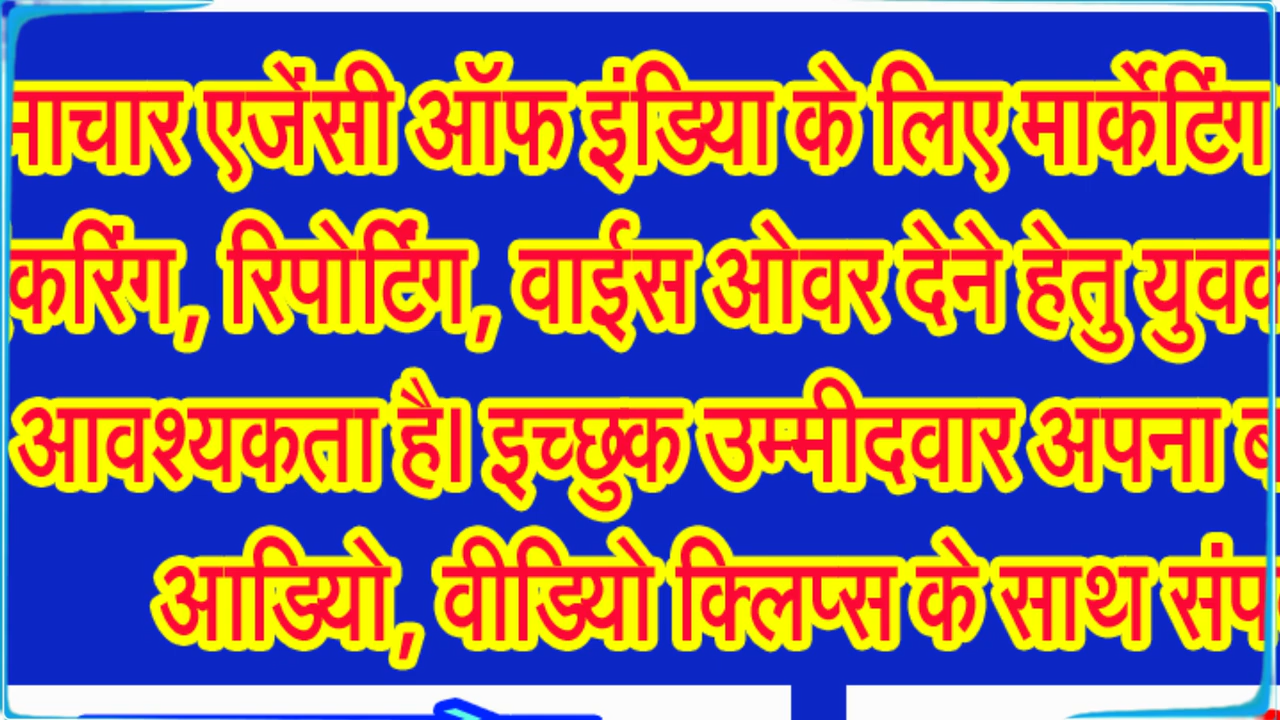 माचार एजेंसी ऑफ इंडिया के लिए मार्केटिंग
करिंग, रिपोर्टिंग, वाईस ओवर देने हेतु युवक
आवश्यकता है। इच्छुक उम्मीदवार अपना
आडियो, वीडियो क्लिप्स के साथ संप